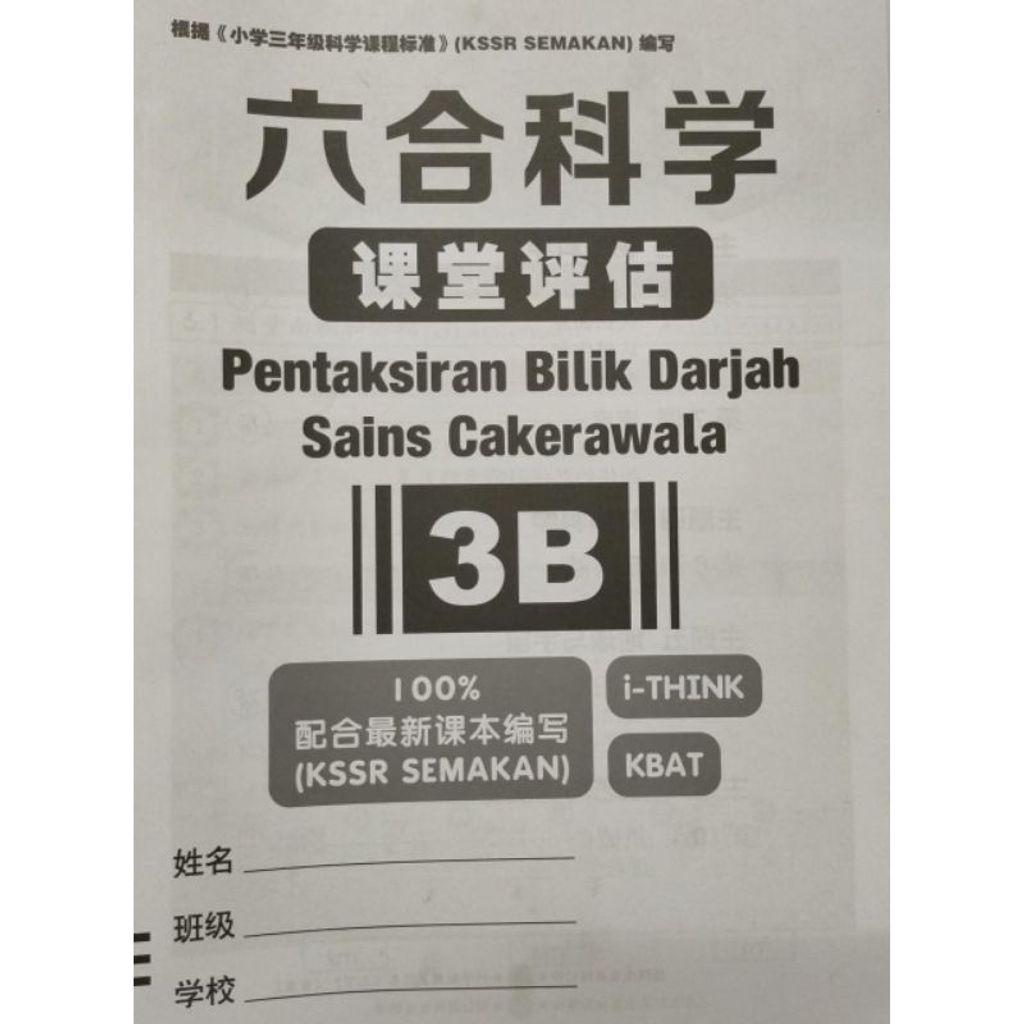 根据《小学三年级科学课程标准》(KSSR SEMAKAN) 编写
六合科学
课堂评估
Pentaksiran Bilik Darjah
Sains Cakerawala
3B
100%
配合最新课本编写
(KSSR SEMAKAN)
i-THINK
KBAT
姓名
班级
学校